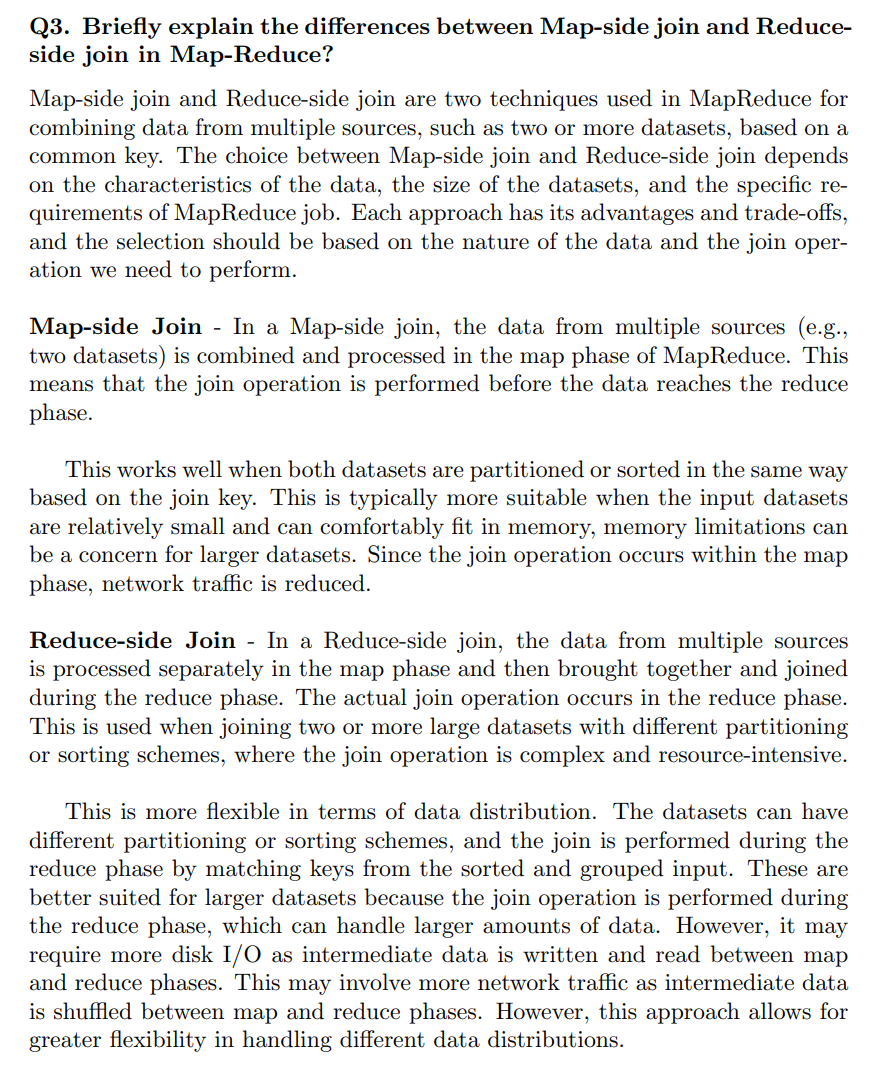 Q3. Briefly explain the differences between Map-side join and Reduce-
side join in Map-Reduce?
Map-side join and Reduce-side join are two techniques used in MapReduce for
combining data from multiple sources, such as two or more datasets, based on a
common key. The choice between Map-side join and Reduce-side join depends
on the characteristics of the data, the size of the datasets, and the specific re-
quirements of MapReduce job. Each approach has its advantages and trade-offs,
and the selection should be based on the nature of the data and the join oper-
ation we need to perform.
Map-side Join - In a Map-side join, the data from multiple sources (e.g.,
two datasets) is combined and processed in the map phase of MapReduce. This
means that the join operation is performed before the data reaches the reduce
phase.
This works well when both datasets are partitioned or sorted in the same way
based on the join key. This is typically more suitable when the input datasets
are relatively small and can comfortably fit in memory, memory limitations can
be a concern for larger datasets. Since the join operation occurs within the map
phase, network traffic is reduced.
Reduce-side Join - In a Reduce-side join, the data from multiple sources
is processed separately in the map phase and then brought together and joined
during the reduce phase. The actual join operation occurs in the reduce phase.
This is used when joining two or more large datasets with different partitioning
or sorting schemes, where the join operation is complex and resource-intensive.
This is more flexible in terms of data distribution. The datasets can have
different partitioning or sorting schemes, and the join is performed during the
reduce phase by matching keys from the sorted and grouped input. These are
better suited for larger datasets because the join operation is performed during
the reduce phase, which can handle larger amounts of data. However, it may
require more disk I/O as intermediate data is written and read between map
and reduce phases. This may involve more network traffic as intermediate data
is shuffled between map and reduce phases. However, this approach allows for
greater flexibility in handling different data distributions.